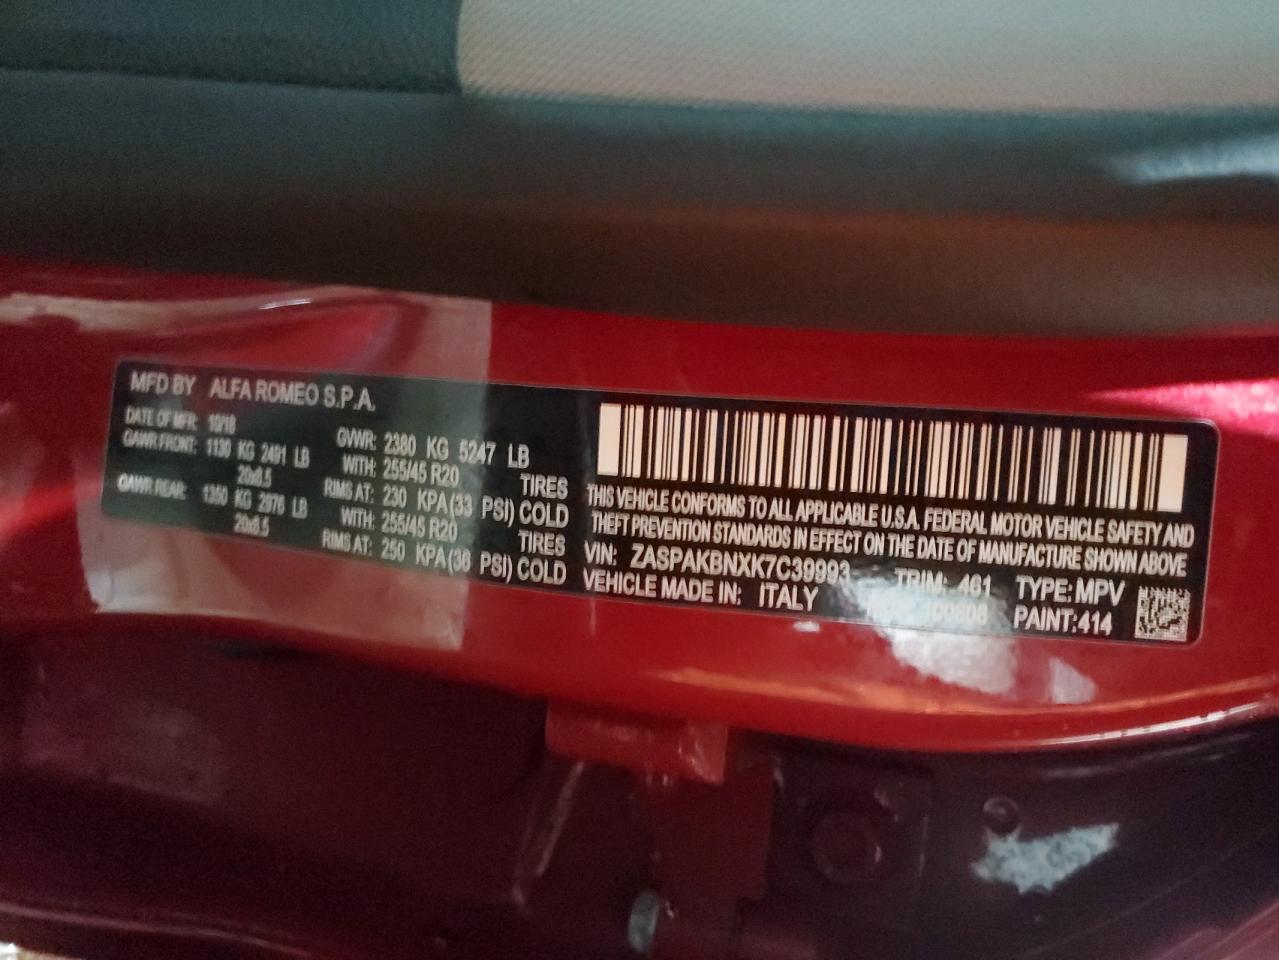 MFD BY ALFA ROMEO S.P.A.
DATE OF MFR: 10/18 GVWR: 2380 KG 5247 LB
GAWR FRONT: 1130 KG 2491 LB WITH: 255/45 R20 TIRES
20x8.5 RIMS AT: 230 KPA(33 PSI) COLD
GAWR REAR: 1350 KG 2976 LB WITH: 255/45 R20 TIRES
20x8.5 RIMS AT: 250 KPA(36 PSI) COLD
THIS VEHICLE CONFORMS TO ALL APPLICABLE U.S.A. FEDERAL MOTOR VEHICLE SAFETY AND
THEFT PREVENTION STANDARDS IN EFFECT ON THE DATE OF MANUFACTURE SHOWN ABOVE
VIN: ZASPAKBNXK7C39993 TRIM: 461 TYPE: MPV
VEHICLE MADE IN: ITALY PAINT:414